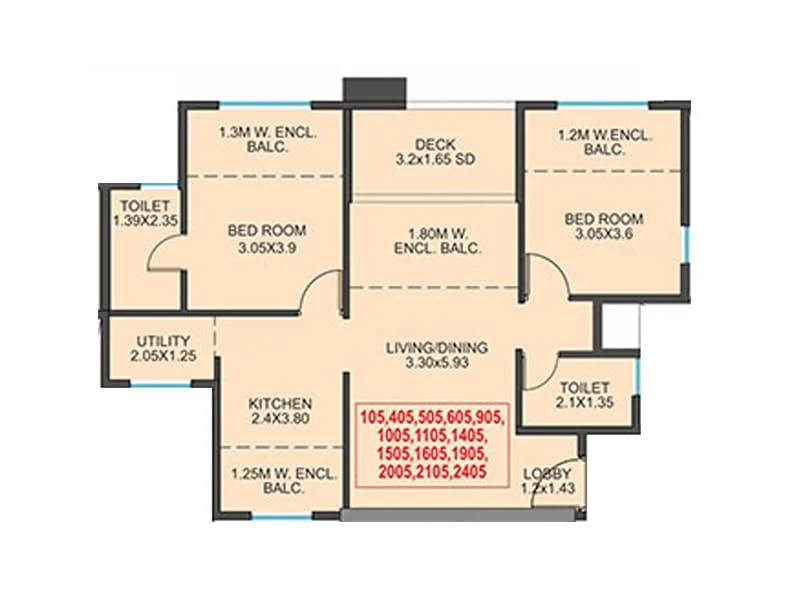 1.3M W. ENCL.
BALC.
DECK
3.2x1.65 SD
1.2M W.ENCL.
BALC.
TOILET
1.39X2.35
BED ROOM
3.05X3.9
1.80M W.
ENCL. BALC.
BED ROOM
3.05X3.6
UTILITY
2.05X1.25
LIVING/DINING
3.30x5.93
TOILET
2.1X1.35
KITCHEN
2.4X3.80
105,405,505,605,905,
1005,1105,1405,
1505,1605,1905,
2005,2105,2405
1.25M W. ENCL.
BALC.
LOBBY
1.2x1.43